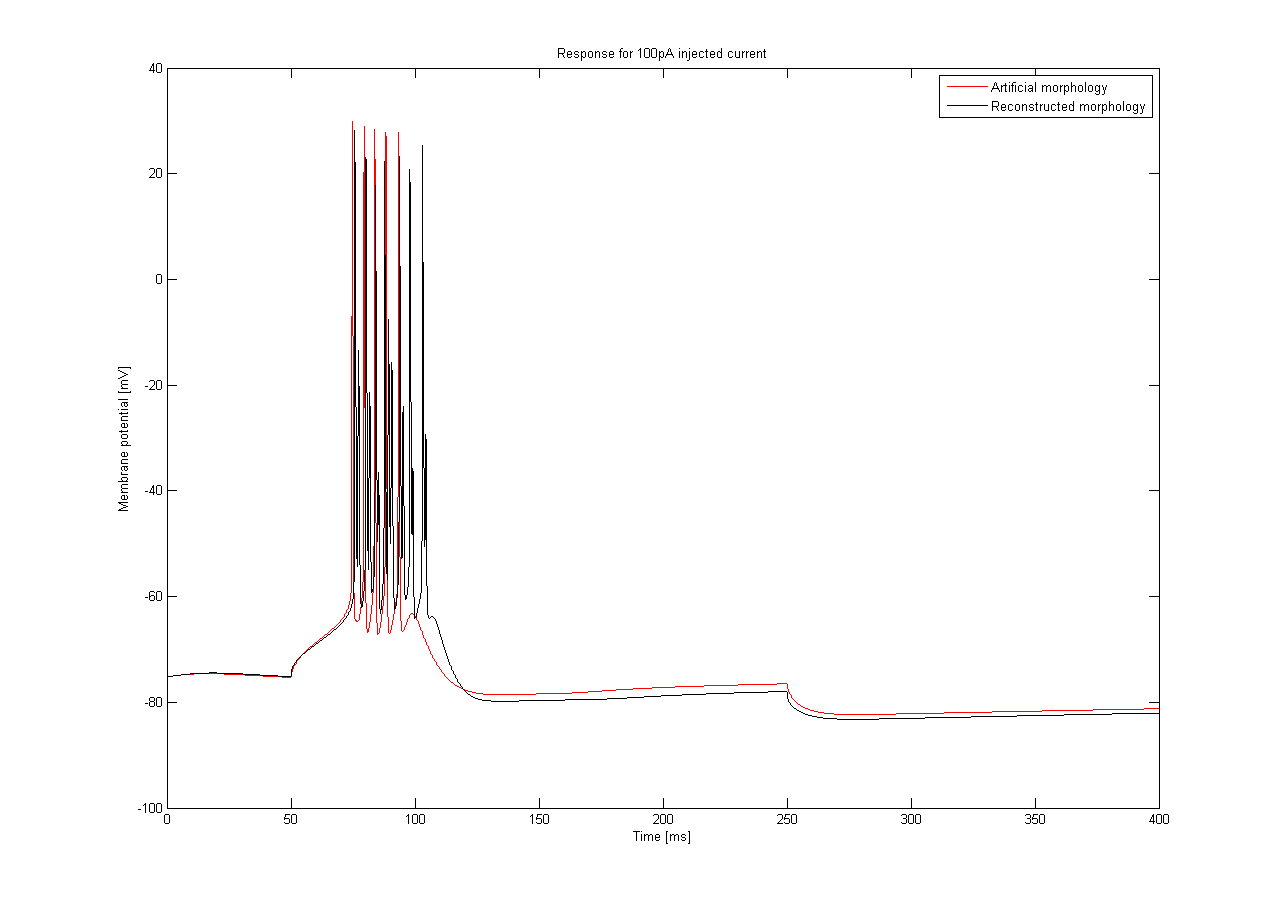 Response for 100pA injected current
Artificial morphology
Reconstructed morphology
40
20
0
-20
-40
-60
-80
-100
Membrane potential [mV]
0 50 100 150 200 250 300 350 400
Time [ms]